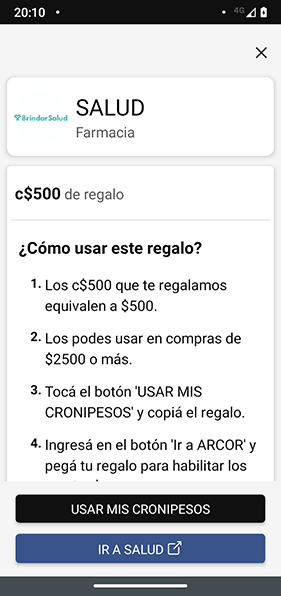 20:10
4G
BrindarSalud
SALUD
Farmacia
c$500 de regalo
¿Cómo usar este regalo?
1. Los c$500 que te regalamos
equivalen a $500.
2. Los podes usar en compras de
$2500 o más.
3. Tocá el botón 'USAR MIS
CRONIPESOS' y copiá el regalo.
4. Ingresá en el botón 'Ir a ARCOR' y
pegá tu regalo para habilitar los
USAR MIS CRONIPESOS
IR A SALUD